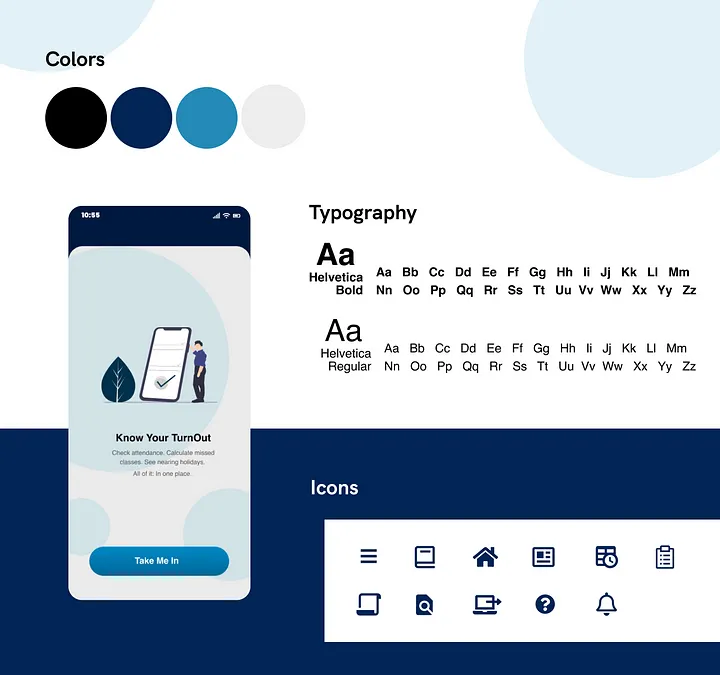 Colors
10:55
Know Your TurnOut
Check attendance. Calculate missed
classes. See nearing holidays.
All of it: In one place.
Take Me In
Typography
Aa
Helvetica
Bold
Aa Bb Cc Dd Ee Ff Gg Hh Ii Jj Kk Ll Mm
Nn Oo Pp Qq Rr Ss Tt Uu Vv Ww Xx Yy Zz
Aa
Helvetica
Regular
Aa Bb Cc Dd Ee Ff Gg Hh Ii Jj Kk Ll Mm
Nn Oo Pp Qq Rr Ss Tt Uu Vv Ww Xx Yy Zz
Icons
?